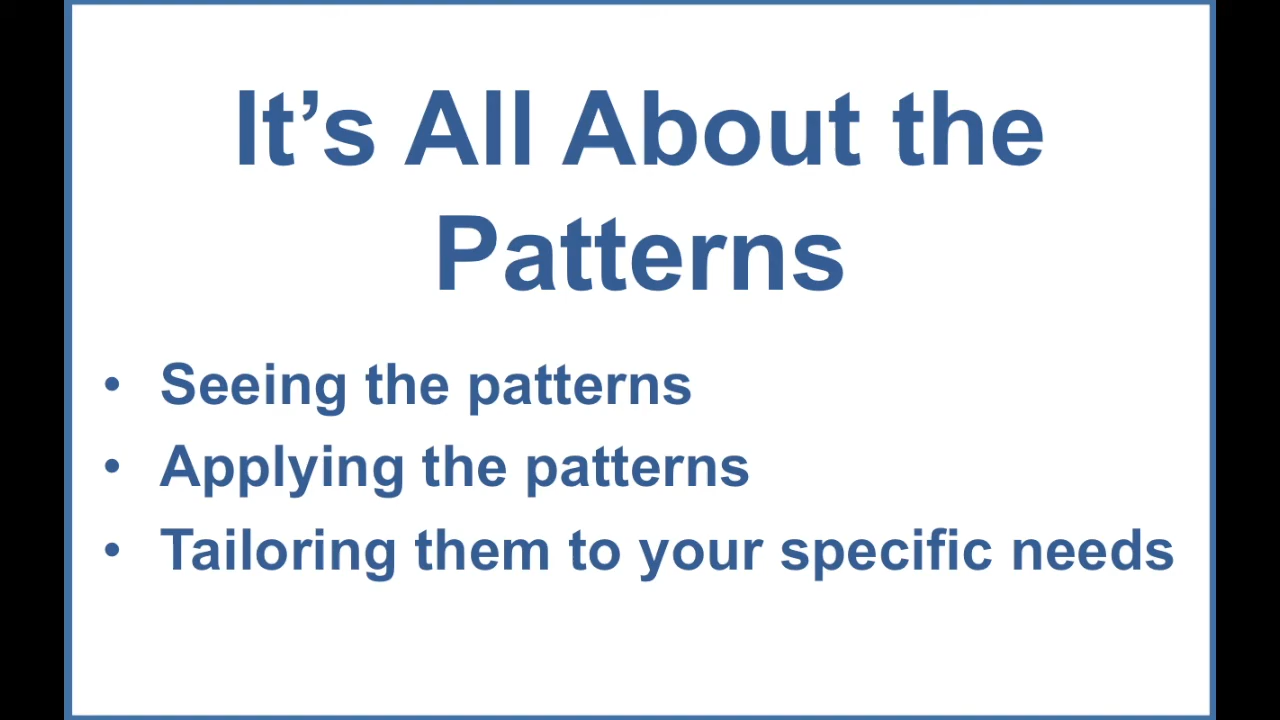 It’s All About the
Patterns
• Seeing the patterns
• Applying the patterns
• Tailoring them to your specific needs